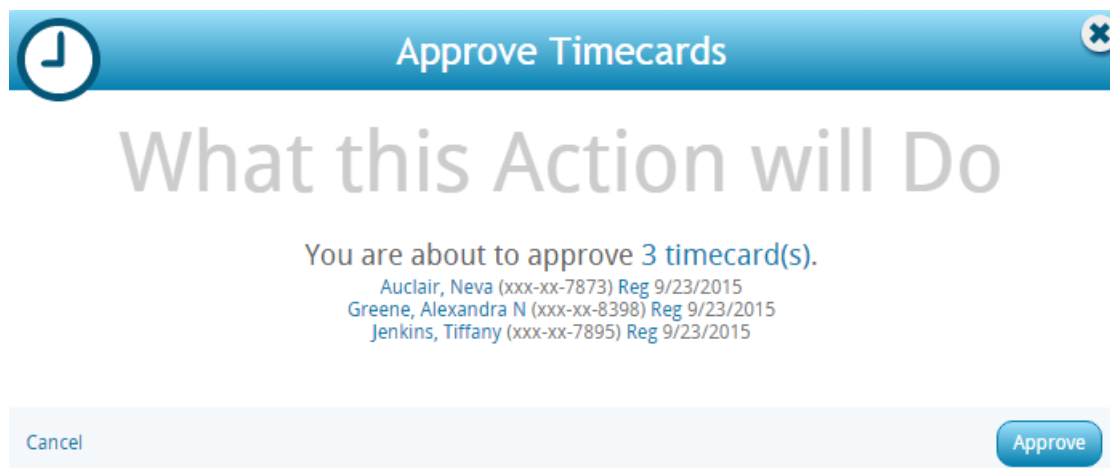 Approve Timecards
What this Action will Do
You are about to approve 3 timecard(s).
Auclair, Neva (xxx-xx-7873) Reg 9/23/2015
Greene, Alexandra N (xxx-xx-8398) Reg 9/23/2015
Jenkins, Tiffany (xxx-xx-7895) Reg 9/23/2015
Cancel
Approve